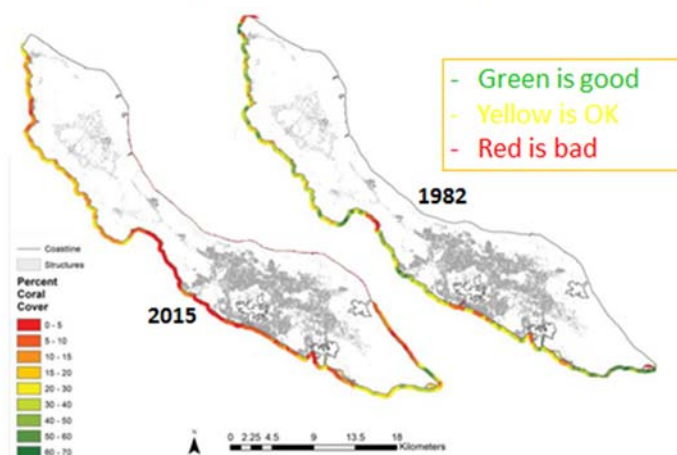 - Green is good
- Yellow is OK
- Red is bad
1982
2015
Coastline
Structures
Percent
Coral
Cover
0 - 5
5 - 10
10 - 15
15 - 20
20 - 30
30 - 40
40 - 50
50 - 60
60 - 70
N
0 2.25 4.5 9 13.5 18
Kilometers